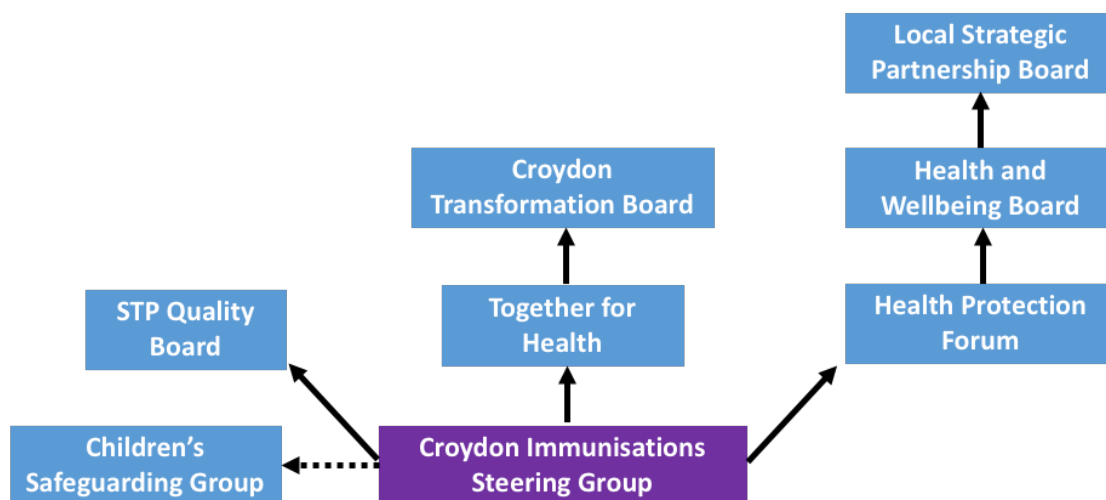 Local Strategic
Partnership Board
Croydon
Transformation Board
Health and
Wellbeing Board
STP Quality
Board
Together for
Health
Health Protection
Forum
Children’s
Safeguarding Group
Croydon Immunisations
Steering Group